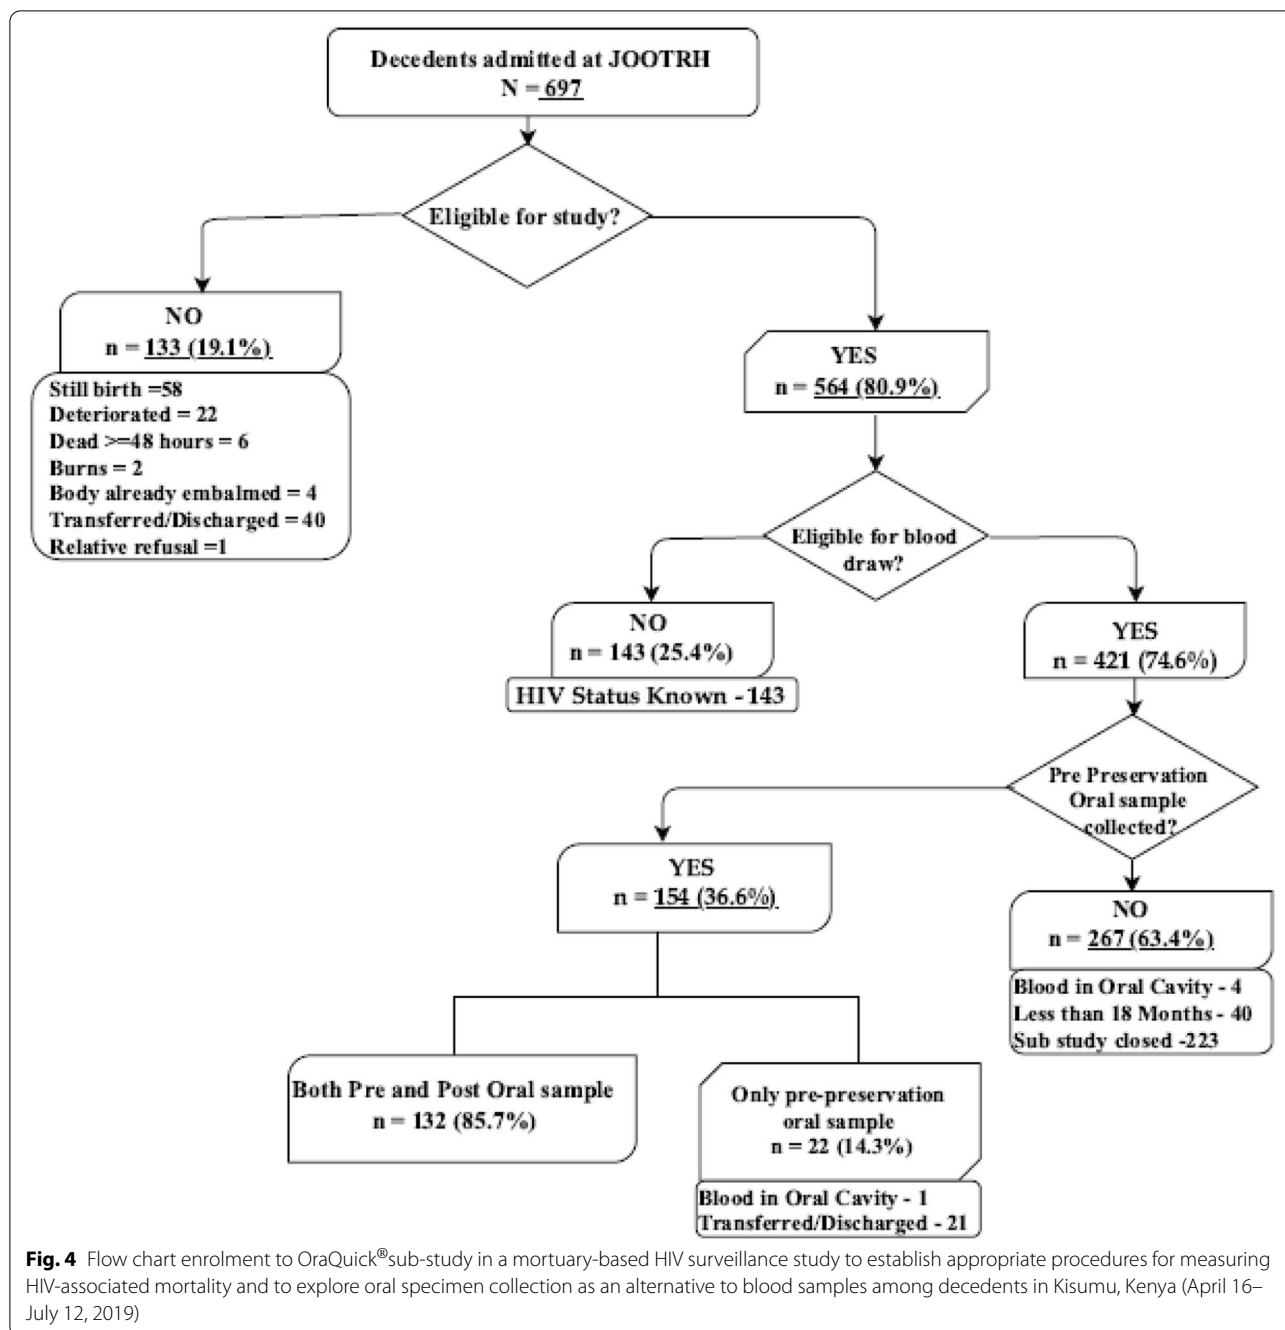 Decedents admitted at JOOTRH
N = 697
Eligible for study?
NO
n = 133 (19.1%)
Still birth =58
Deteriorated = 22
Dead >=48 hours = 6
Burns = 2
Body already embalmed = 4
Transferred/Discharged = 40
Relative refusal =1
YES
n = 564 (80.9%)
Eligible for blood
draw?
NO
n = 143 (25.4%)
HIV Status Known - 143
YES
n = 421 (74.6%)
Pre Preservation
Oral sample
collected?
YES
n = 154 (36.6%)
NO
n = 267 (63.4%)
Blood in Oral Cavity - 4
Less than 18 Months - 40
Sub study closed -223
Both Pre and Post Oral sample
n = 132 (85.7%)
Only pre-preservation
oral sample
n = 22 (14.3%)
Blood in Oral Cavity - 1
Transferred/Discharged - 21
Fig. 4 Flow chart enrolment to OraQuick®sub-study in a mortuary-based HIV surveillance study to establish appropriate procedures for measuring
HIV-associated mortality and to explore oral specimen collection as an alternative to blood samples among decedents in Kisumu, Kenya (April 16–
July 12, 2019)